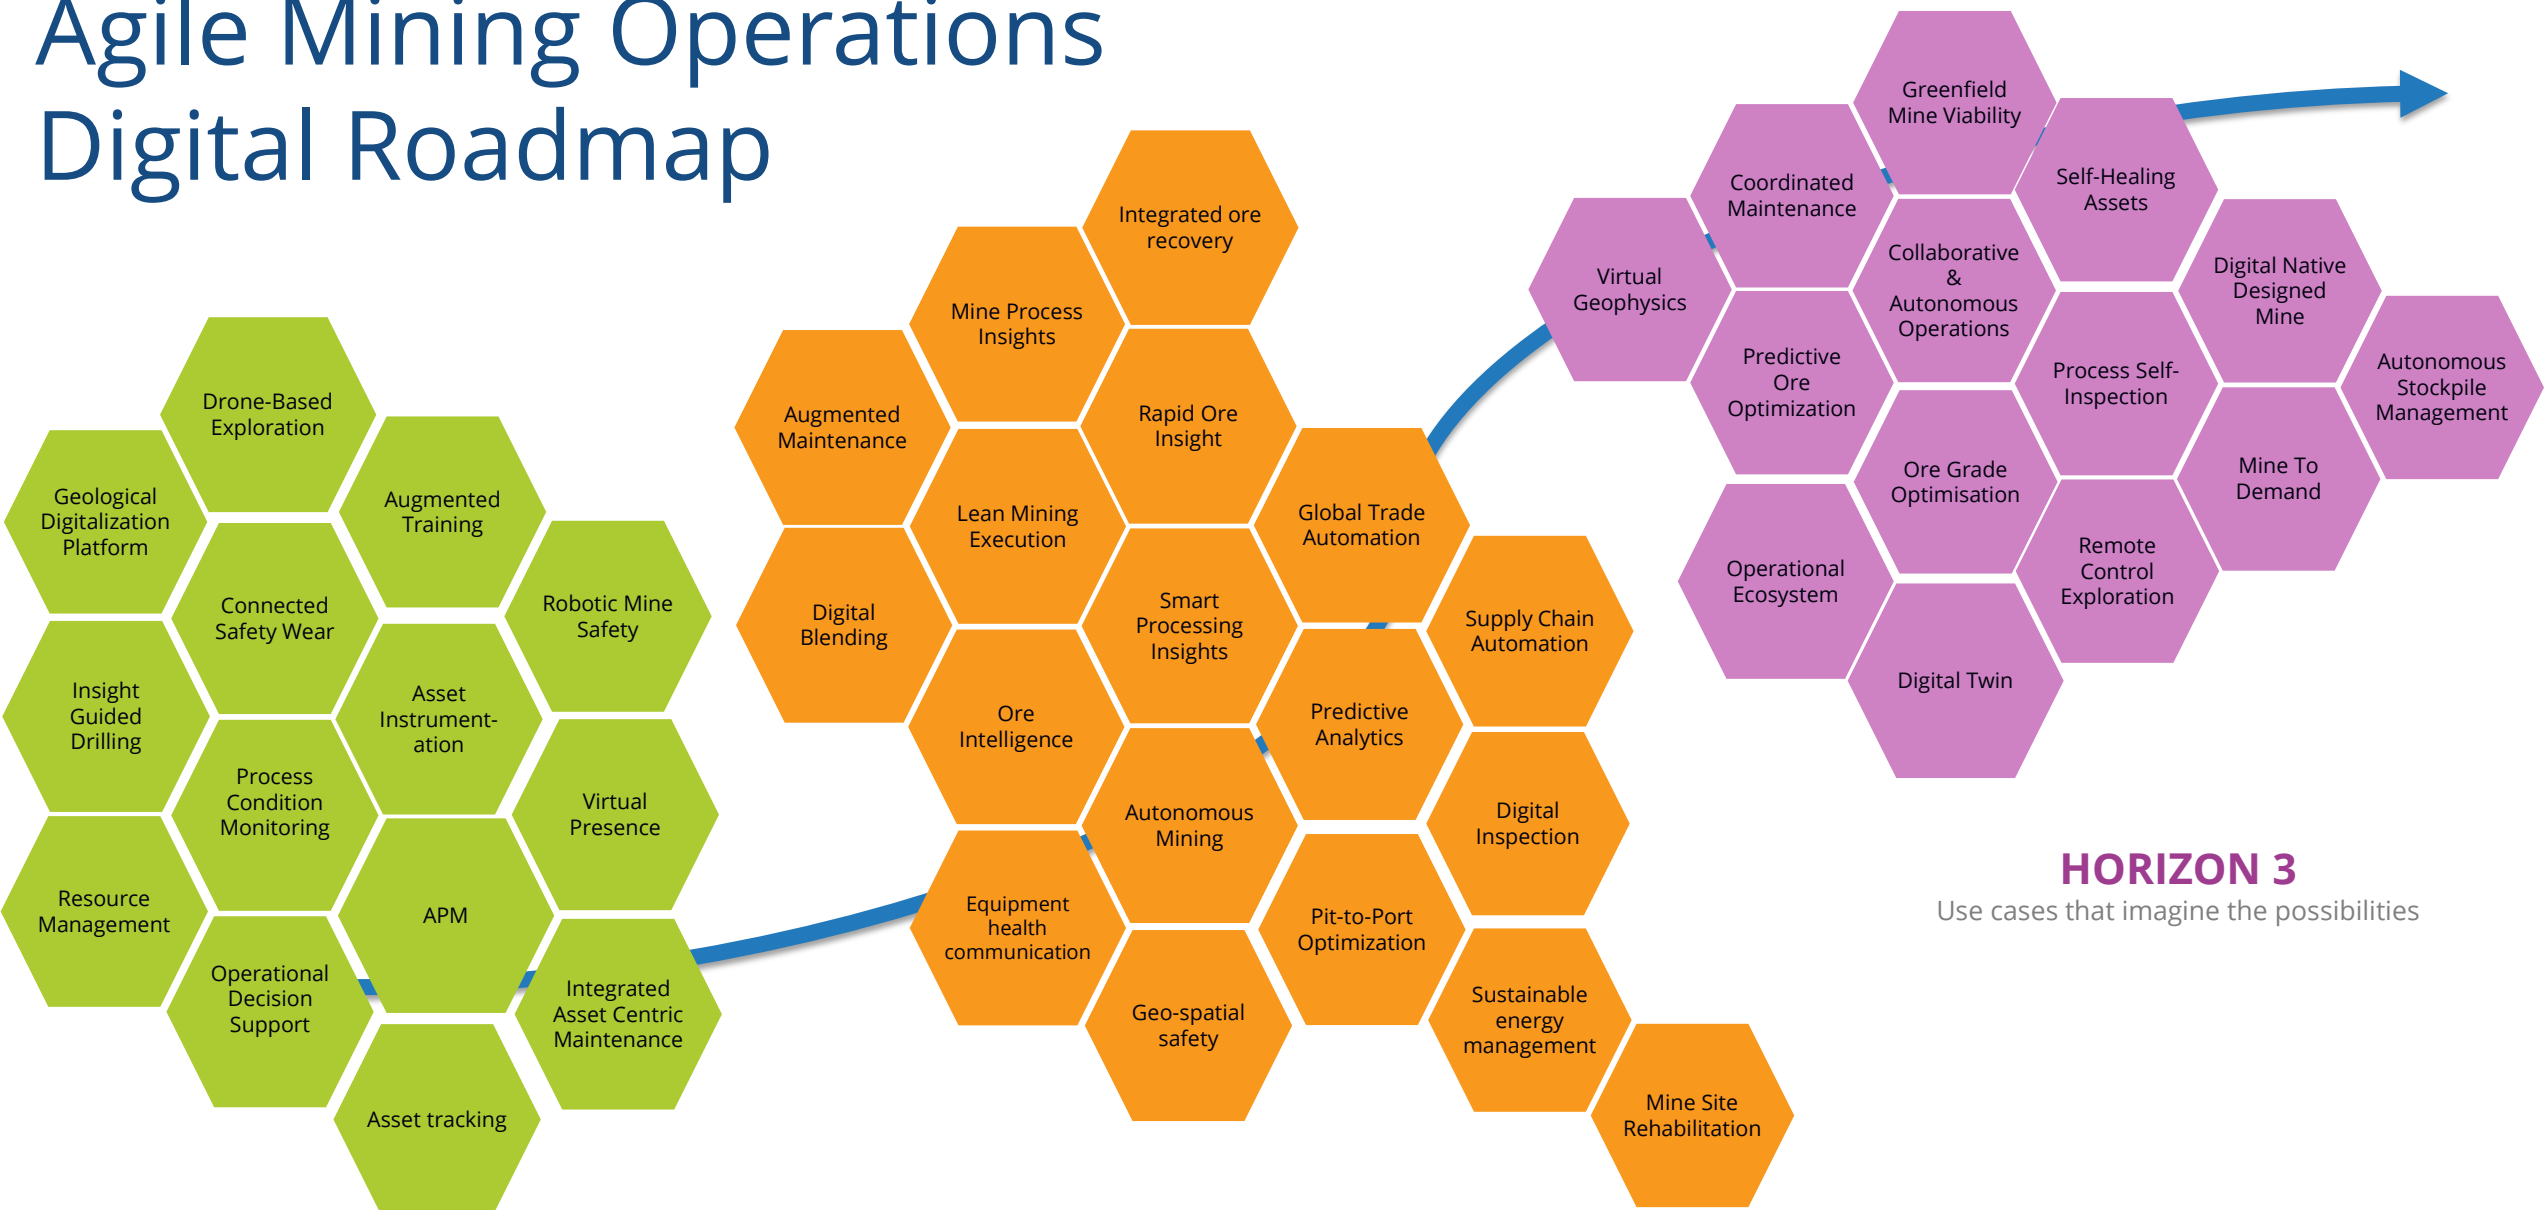 Agile Mining Operations
Digital Roadmap
Drone-Based
Exploration
Geological
Digitalization
Platform
Augmented
Training
Connected
Safety Wear
Robotic Mine
Safety
Insight
Guided
Drilling
Asset
Instrument-
ation
Process
Condition
Monitoring
Virtual
Presence
Resource
Management
APM
Operational
Decision
Support
Integrated
Asset Centric
Maintenance
Asset tracking
Integrated ore
recovery
Mine Process
Insights
Augmented
Maintenance
Rapid Ore
Insight
Lean Mining
Execution
Global Trade
Automation
Digital
Blending
Smart
Processing
Insights
Supply Chain
Automation
Ore
Intelligence
Predictive
Analytics
Autonomous
Mining
Digital
Inspection
Equipment
health
communication
Pit-to-Port
Optimization
Geo-spatial
safety
Sustainable
energy
management
Mine Site
Rehabilitation
Greenfield
Mine Viability
Coordinated
Maintenance
Self-Healing
Assets
Virtual
Geophysics
Collaborative
&
Autonomous
Operations
Digital Native
Designed
Mine
Predictive
Ore
Optimization
Process Self-
Inspection
Autonomous
Stockpile
Management
Ore Grade
Optimisation
Mine To
Demand
Operational
Ecosystem
Remote
Control
Exploration
Digital Twin
HORIZON 3
Use cases that imagine the possibilities